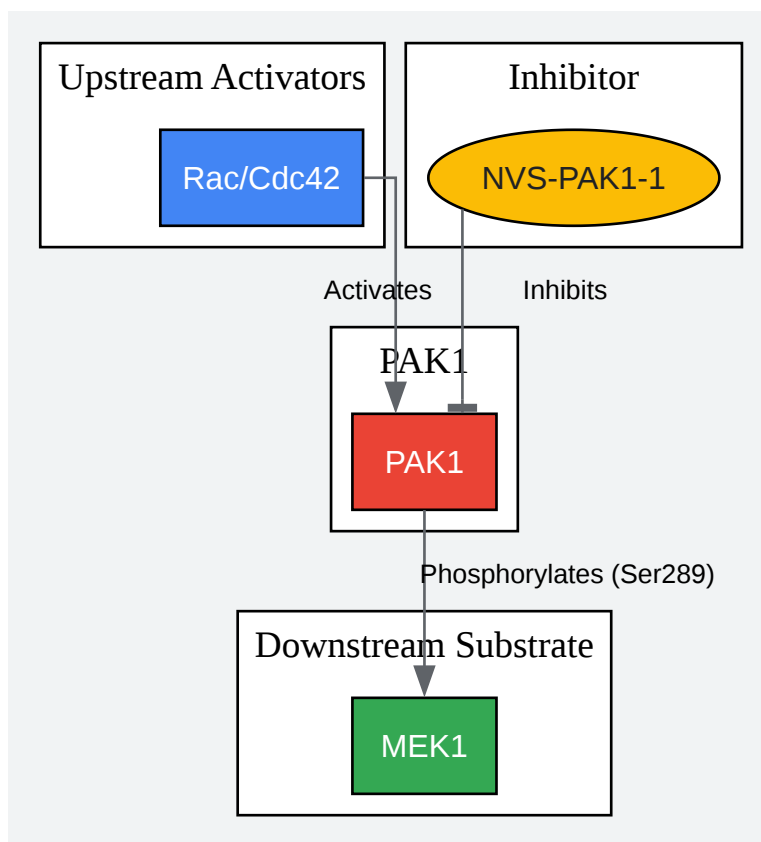 Upstream Activators
Inhibitor
Rac/Cdc42
NVS-PAK1-1
Activates
Inhibits
PAK1
PAK1
Phosphorylates (Ser289)
Downstream Substrate
MEK1